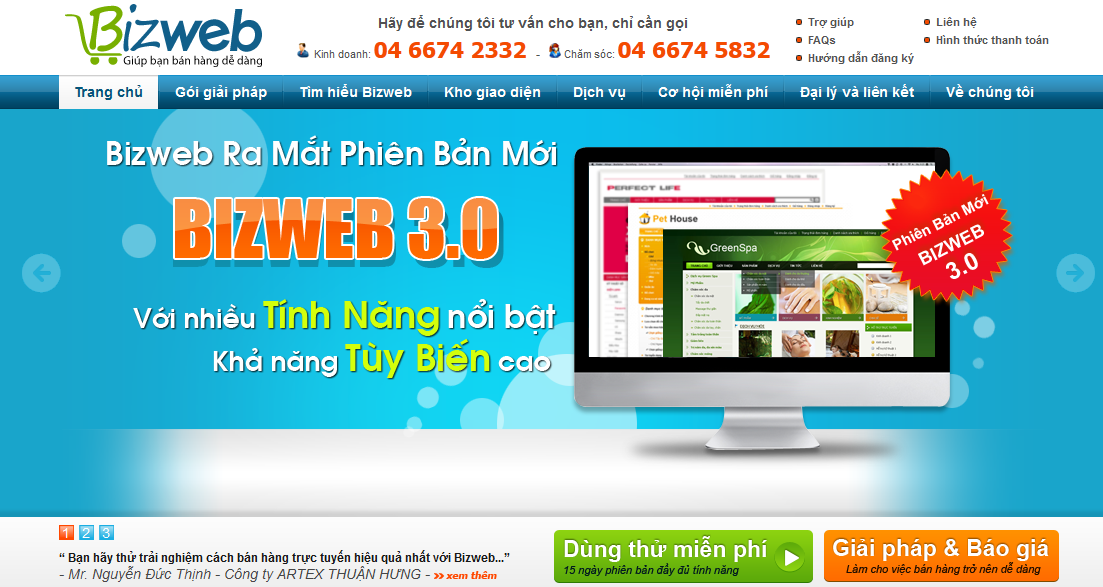 Bizweb
Giúp bạn bán hàng dễ dàng
Hãy để chúng tôi tư vấn cho bạn, chỉ cần gọi
Kinh doanh: 04 6674 2332 - Chăm sóc: 04 6674 5832
Trợ giúp
FAQs
Hướng dẫn đăng ký
Liên hệ
Hình thức thanh toán
Trang chủ
Gói giải pháp
Tìm hiểu Bizweb
Kho giao diện
Dịch vụ
Cơ hội miễn phí
Đại lý và liên kết
Về chúng tôi
Bizweb Ra Mắt Phiên Bản Mới
BIZWEB 3.0
Với nhiều Tính Năng nổi bật
Khả năng Tùy Biến cao
PERFECT LIFE
Pet House
GreenSpa
Phiên Bản Mới
BIZWEB
3.0
1 2 3
“ Bạn hãy thử trải nghiệm cách bán hàng trực tuyến hiệu quả nhất với Bizweb...”
- Mr. Nguyễn Đức Thịnh - Công ty ARTEX THUẬN HƯNG - xem thêm
Dùng thử miễn phí
15 ngày phiên bản đầy đủ tính năng
Giải pháp & Báo giá
Làm cho việc bán hàng trở nên dễ dàng